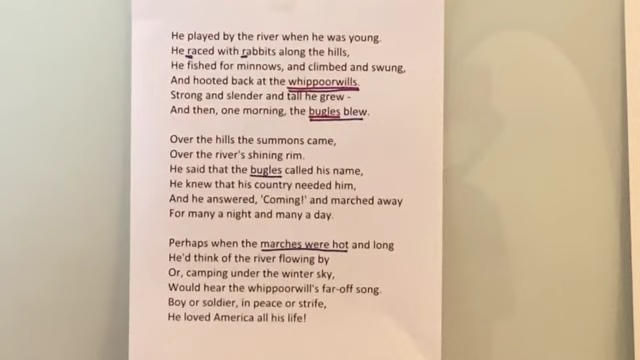 He played by the river when he was young.
He raced with rabbits along the hills,
He fished for minnows, and climbed and swung,
And hooted back at the whippoorwills.
Strong and slender and tall he grew -
And then, one morning, the bugles blew.
Over the hills the summons came,
Over the river's shining rim.
He said that the bugles called his name,
He knew that his country needed him,
And he answered, 'Coming!' and marched away
For many a night and many a day.
Perhaps when the marches were hot and long
He'd think of the river flowing by
Or, camping under the winter sky,
Would hear the whippoorwill's far-off song.
Boy or soldier, in peace or strife,
He loved America all his life!